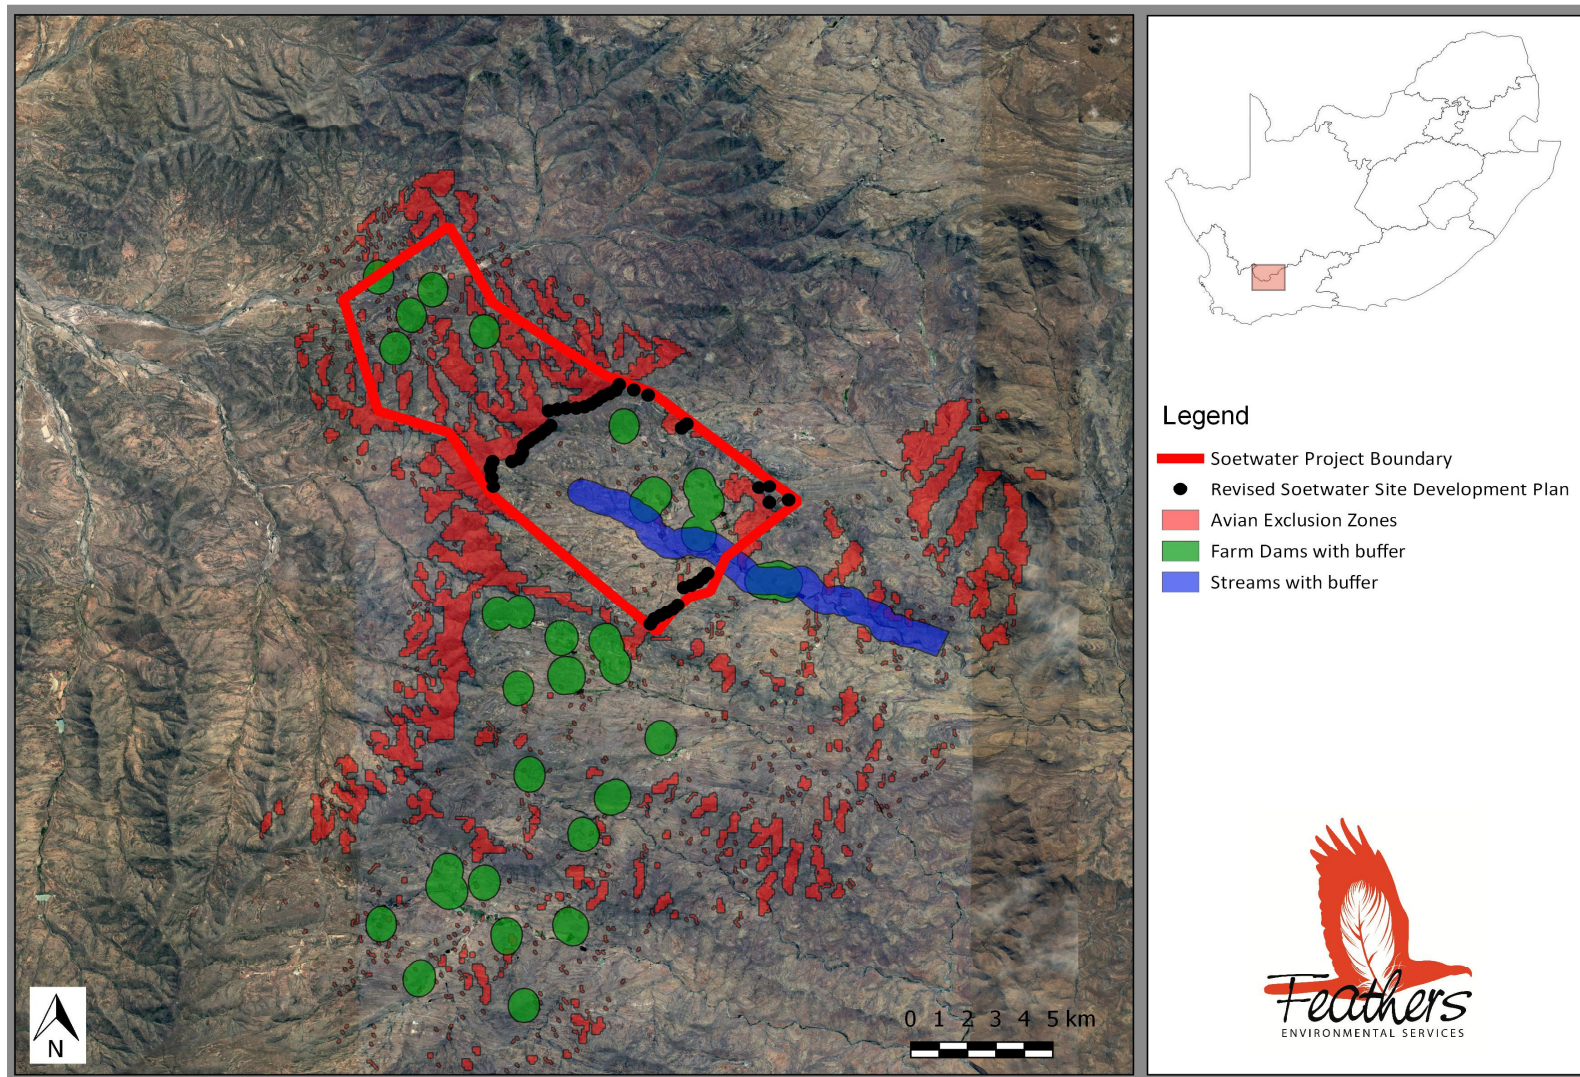 Legend
Soetwater Project Boundary
Revised Soetwater Site Development Plan
Avian Exclusion Zones
Farm Dams with buffer
Streams with buffer
N
0 1 2 3 4 5 km
Feathers
ENVIRONMENTAL SERVICES